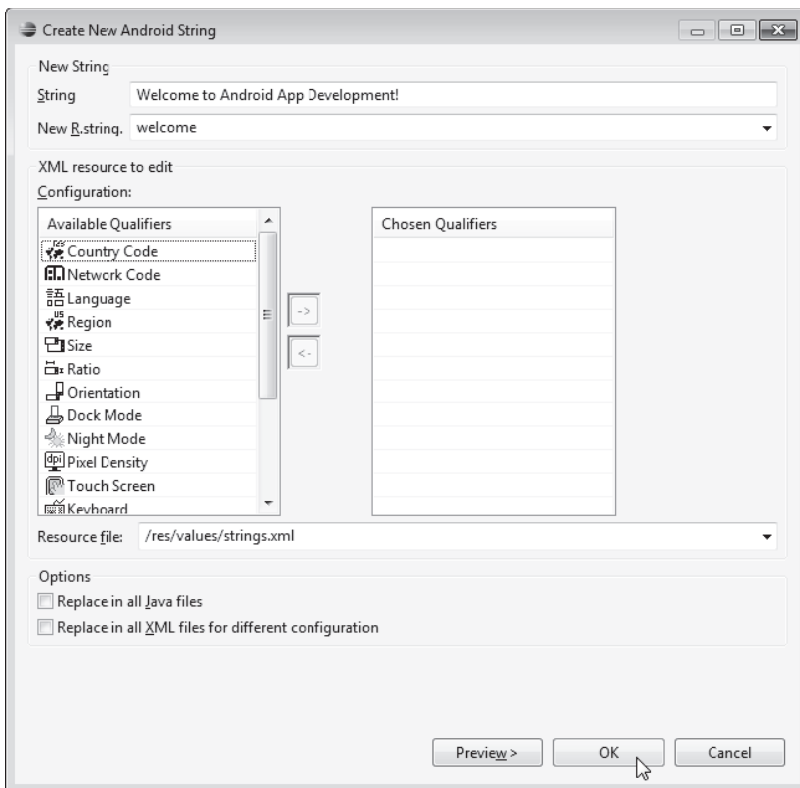 Create New Android String
New String
String Welcome to Android App Development!
New R.string. welcome
XML resource to edit
Configuration:
Available Qualifiers
Chosen Qualifiers
Country Code
Network Code
Language
Region
Size
Ratio
Orientation
Dock Mode
Night Mode
Pixel Density
Touch Screen
Keyboard
->
<-
Resource file: /res/values/strings.xml
Options
Replace in all Java files
Replace in all XML files for different configuration
Preview >
OK
Cancel